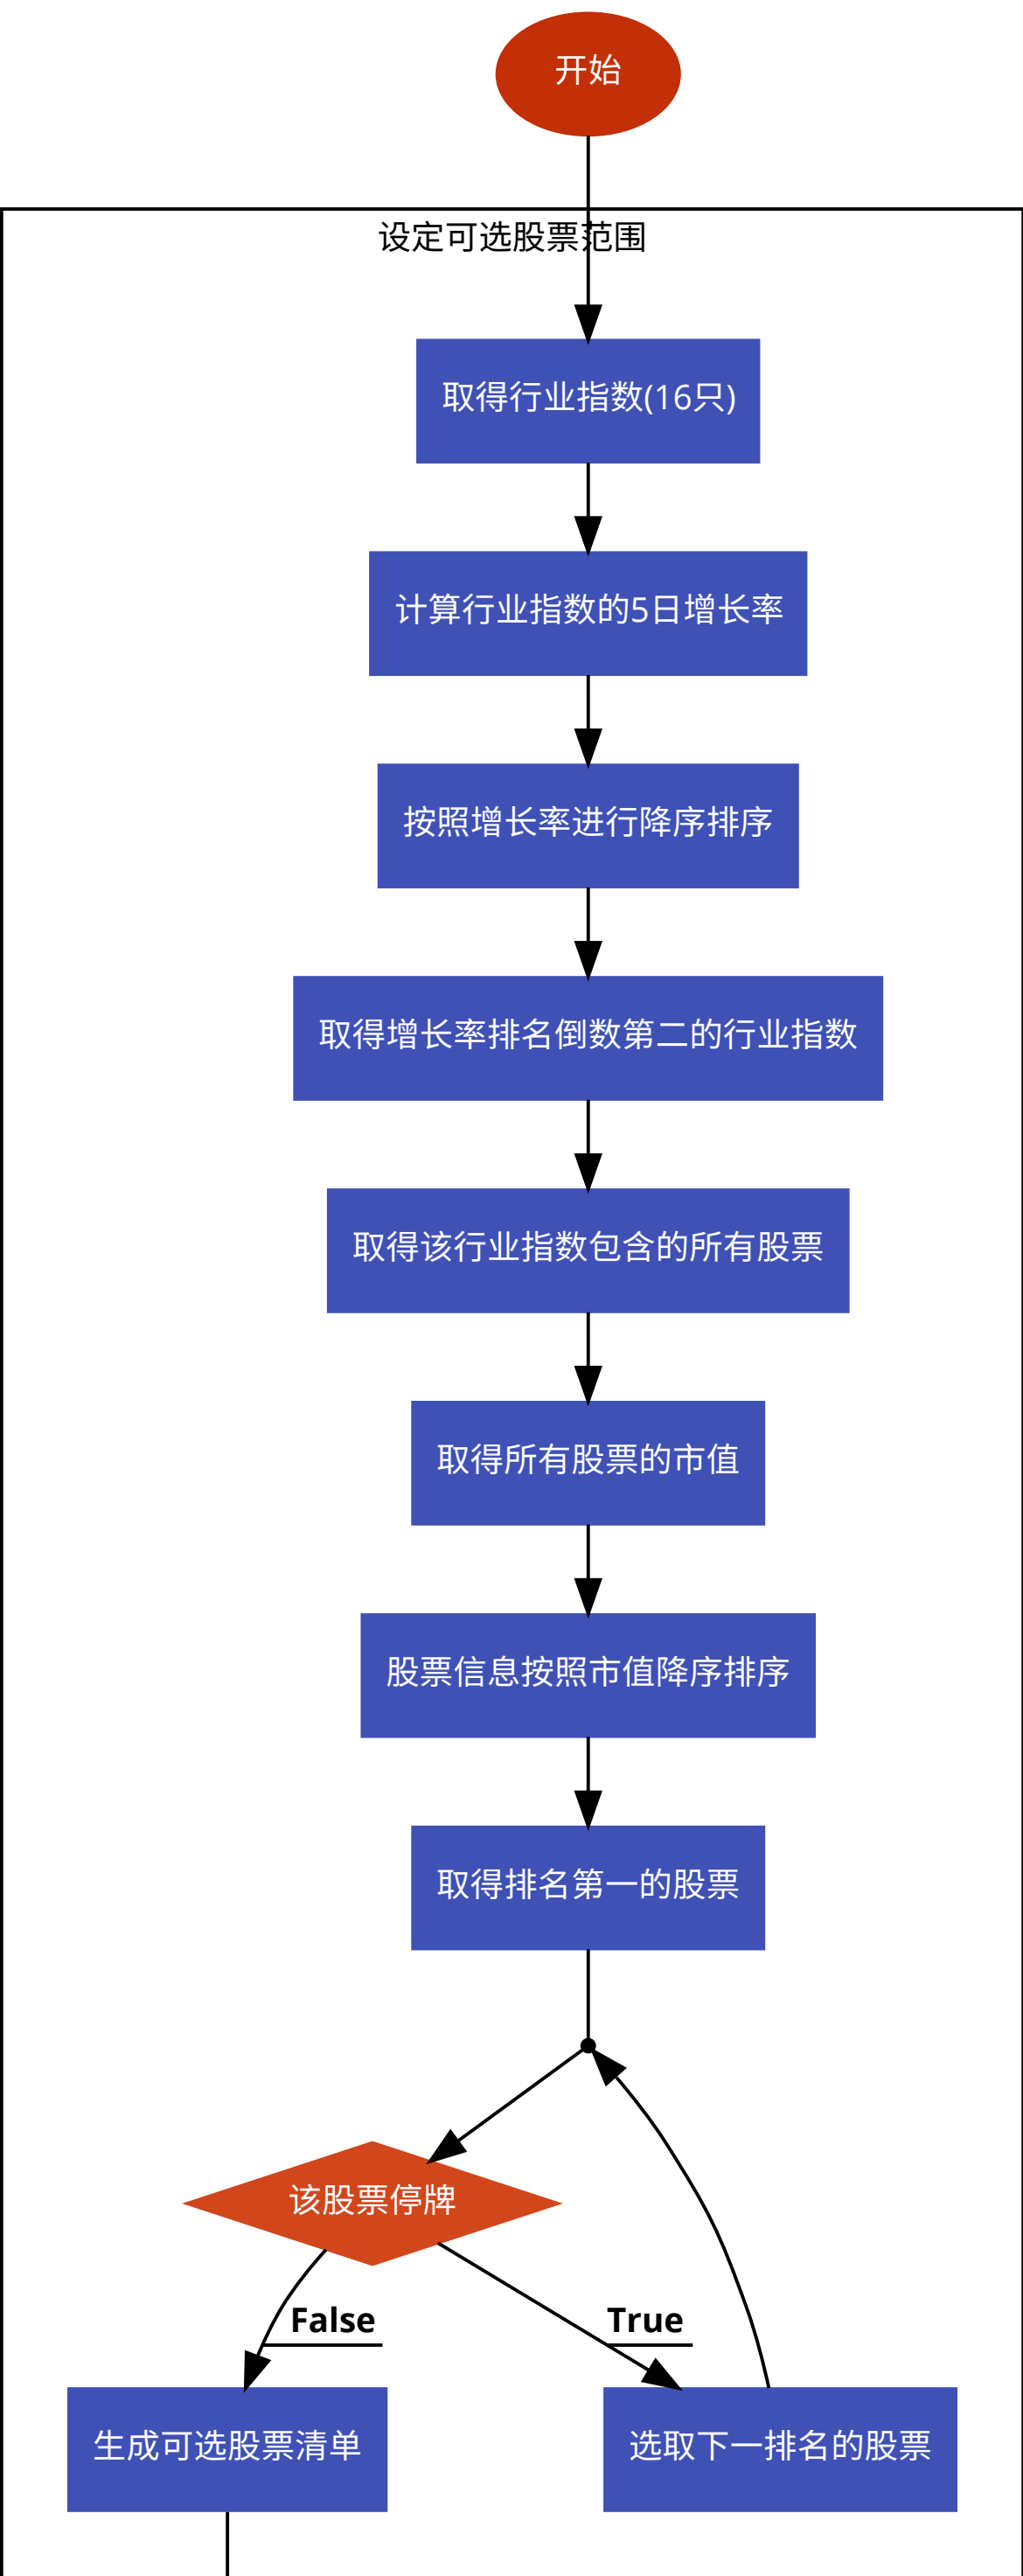 开始
设定可选股票范围
取得行业指数(16只)
计算行业指数的5日增长率
按照增长率进行降序排序
取得增长率排名倒数第二的行业指数
取得该行业指数包含的所有股票
取得所有股票的市值
股票信息按照市值降序排序
取得排名第一的股票
该股票停牌
False
True
生成可选股票清单
选取下一排名的股票